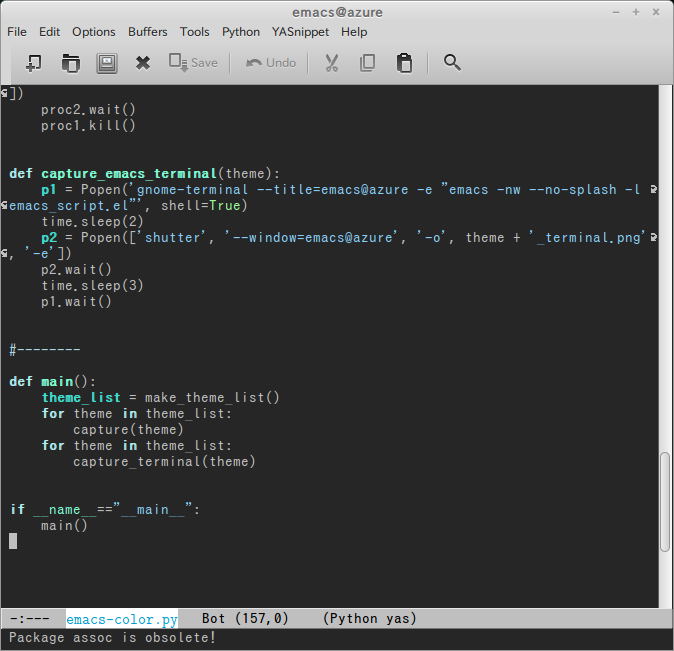 emacs@azure
File Edit Options Buffers Tools Python YASnippet Help
Save Undo
])
    proc2.wait()
    proc1.kill()
def capture_emacs_terminal(theme):
    p1 = Popen('gnome-terminal --title=emacs@azure -e "emacs -nw --no-splash -l
emacs_script.el"', shell=True)
    time.sleep(2)
    p2 = Popen(['shutter', '--window=emacs@azure', '-o', theme + '_terminal.png'
, '-e'])
    p2.wait()
    time.sleep(3)
    p1.wait()
#--------
def main():
    theme_list = make_theme_list()
    for theme in theme_list:
        capture(theme)
    for theme in theme_list:
        capture_terminal(theme)
if __name__=="__main__":
    main()
-:--- emacs-color.py Bot (157,0) (Python yas)
Package assoc is obsolete!